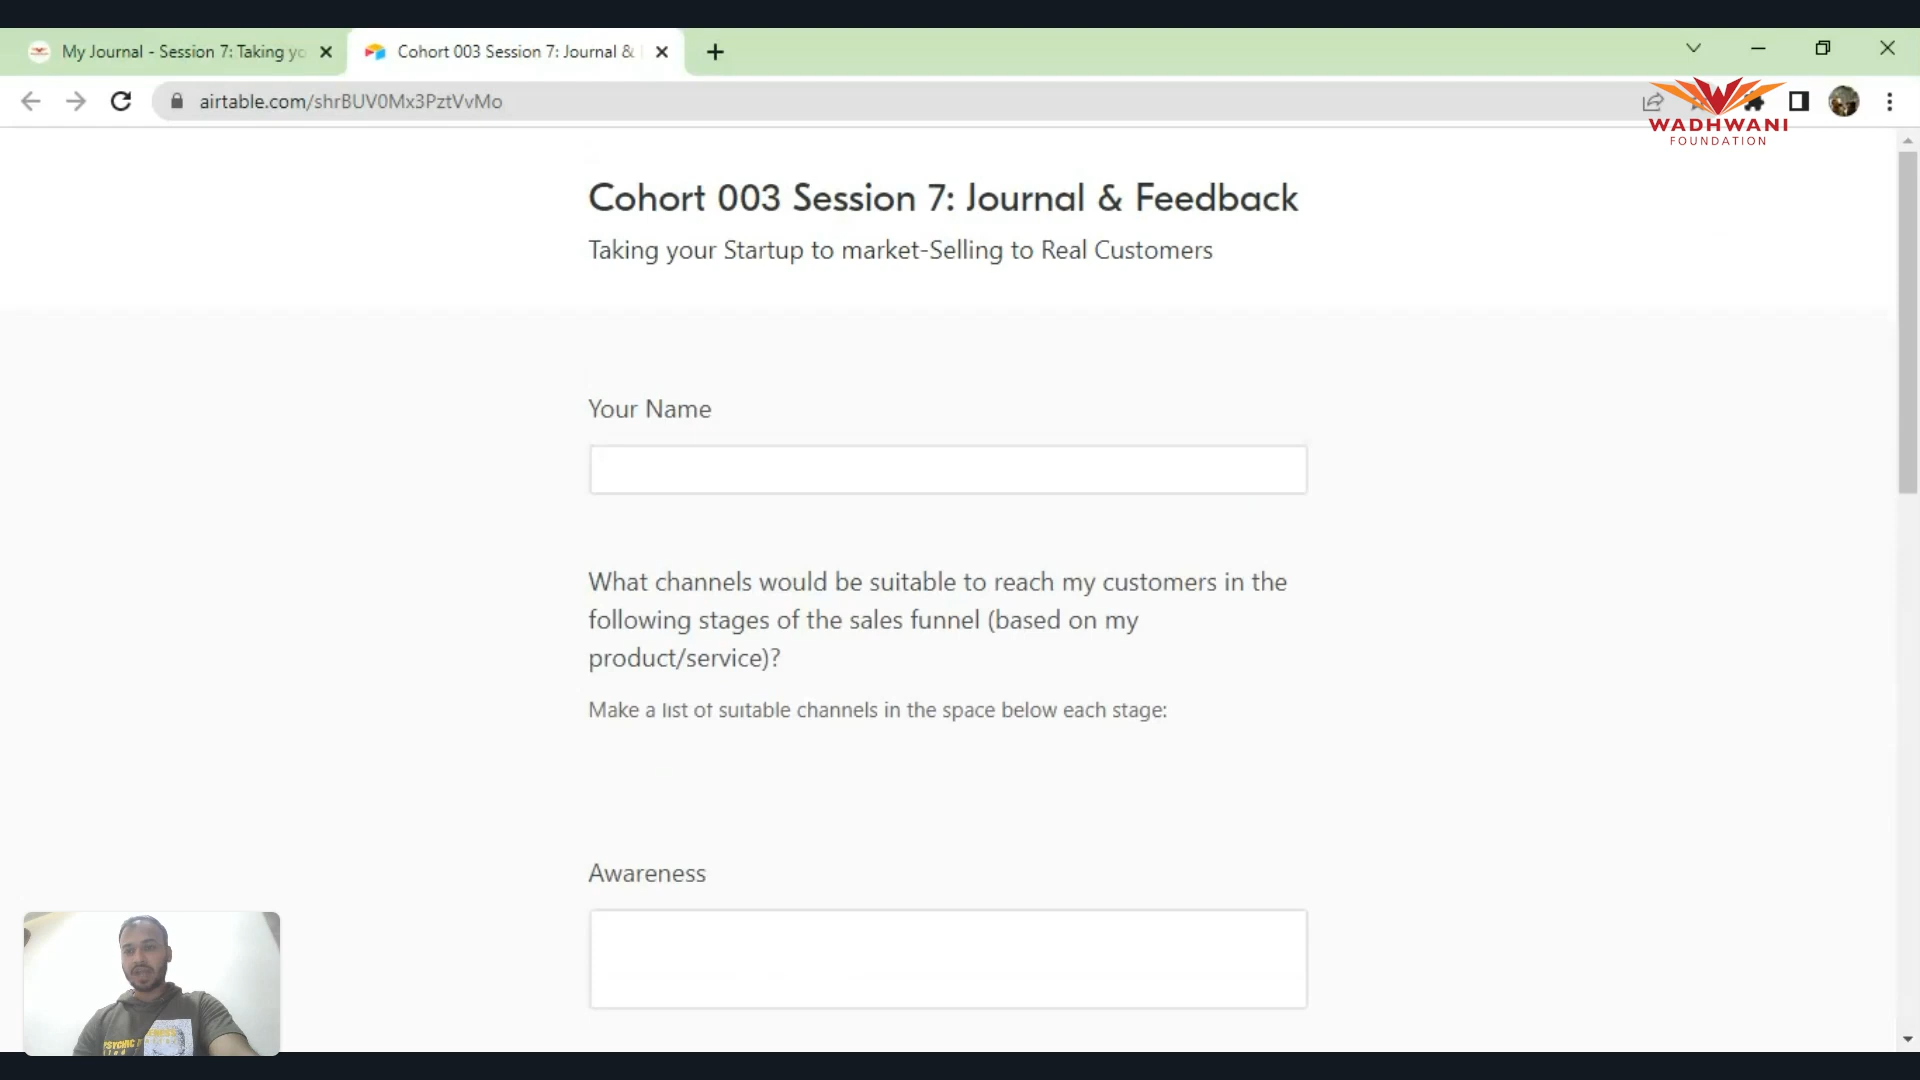 My Journal - Session 7: Taking yo
Cohort 003 Session 7: Journal &
airtable.com/shrBUV0Mx3PztVvMo
WADHWANI
FOUNDATION
Cohort 003 Session 7: Journal & Feedback
Taking your Startup to market-Selling to Real Customers
Your Name
What channels would be suitable to reach my customers in the
following stages of the sales funnel (based on my
product/service)?
Make a list of suitable channels in the space below each stage:
Awareness